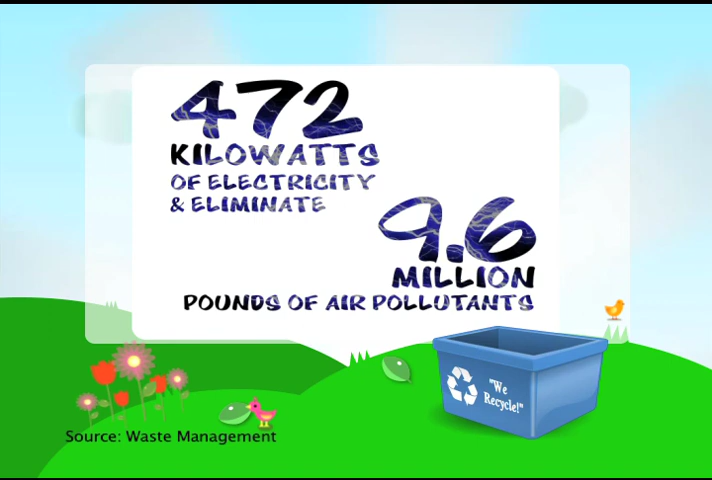 472
KILOWATTS
OF ELECTRICITY
& ELIMINATE
9.6
MILLION
POUNDS OF AIR POLLUTANTS
"We
Recycle!"
Source: Waste Management